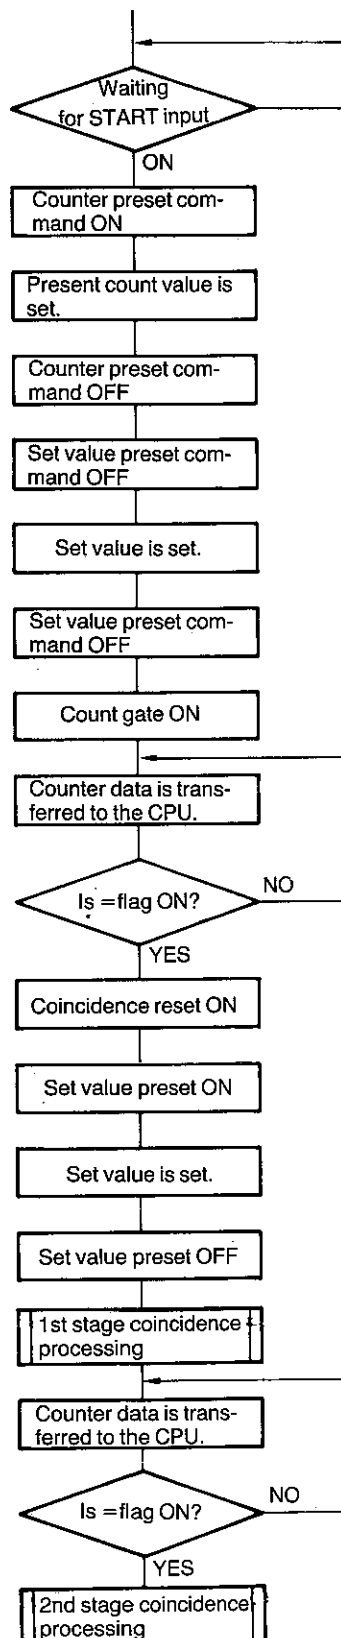 Waiting
for START input
ON
Counter preset com-
mand ON
Present count value is
set.
Counter preset com-
mand OFF
Set value preset com-
mand OFF
Set value is set.
Set value preset com-
mand OFF
Count gate ON
Counter data is trans-
ferred to the CPU.
Is =flag ON?
NO
YES
Coincidence reset ON
Set value preset ON
Set value is set.
Set value preset OFF
1st stage coincidence
processing
Counter data is trans-
ferred to the CPU.
Is =flag ON?
NO
YES
2nd stage coincidence
processing